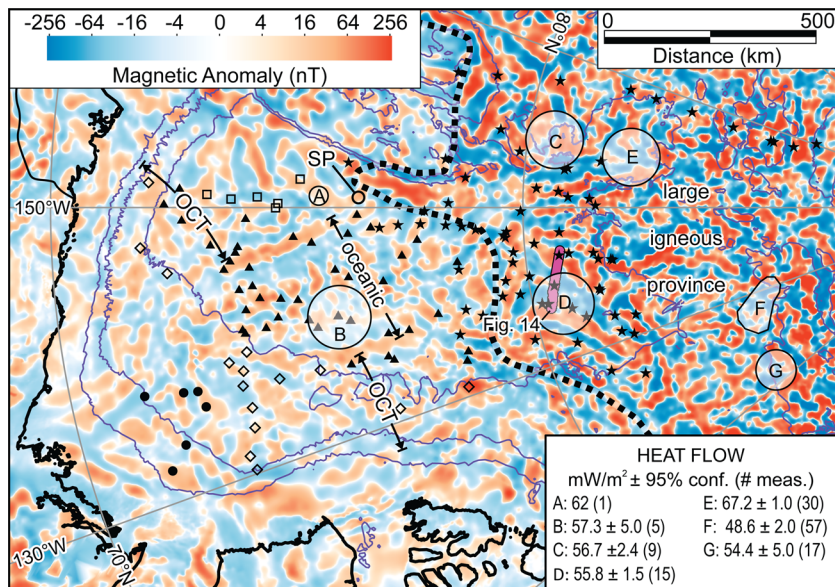 -256 -64 -16 -4 0 4 16 64 256
Magnetic Anomaly (nT)
0 500
Distance (km)
80°N
C
E
SP
A
150°W
OCT
large
oceanic
igneous
province
D
F
B
Fig. 14
G
OCT
130°W
70°N
HEAT FLOW
mW/m² ± 95% conf. (# meas.)
A: 62 (1) E: 67.2 ± 1.0 (30)
B: 57.3 ± 5.0 (5) F: 48.6 ± 2.0 (57)
C: 56.7 ±2.4 (9) G: 54.4 ± 5.0 (17)
D: 55.8 ± 1.5 (15)